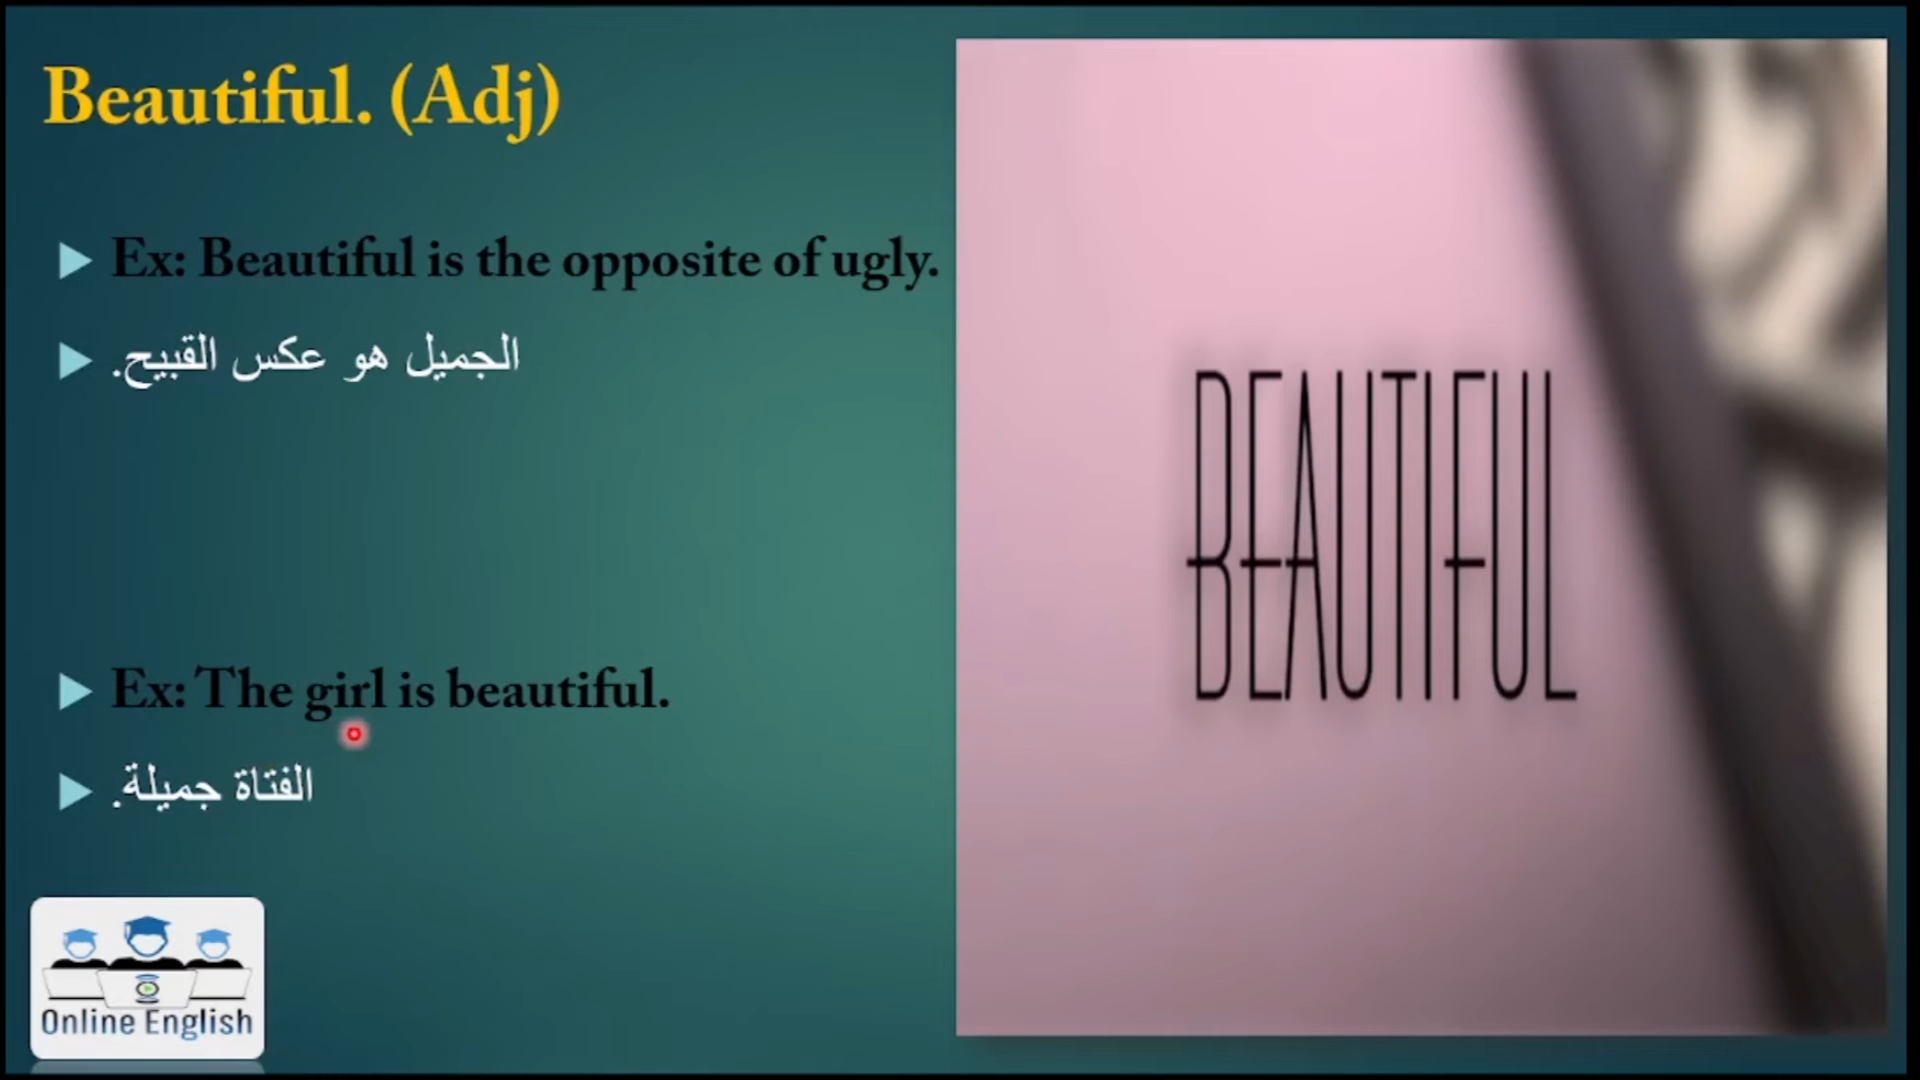 Beautiful. (Adj)
Ex: Beautiful is the opposite of ugly.
الجميل هو عكس القبيح.
Ex: The girl is beautiful.
الفتاة جميلة.
BEAUTIFUL
Online English